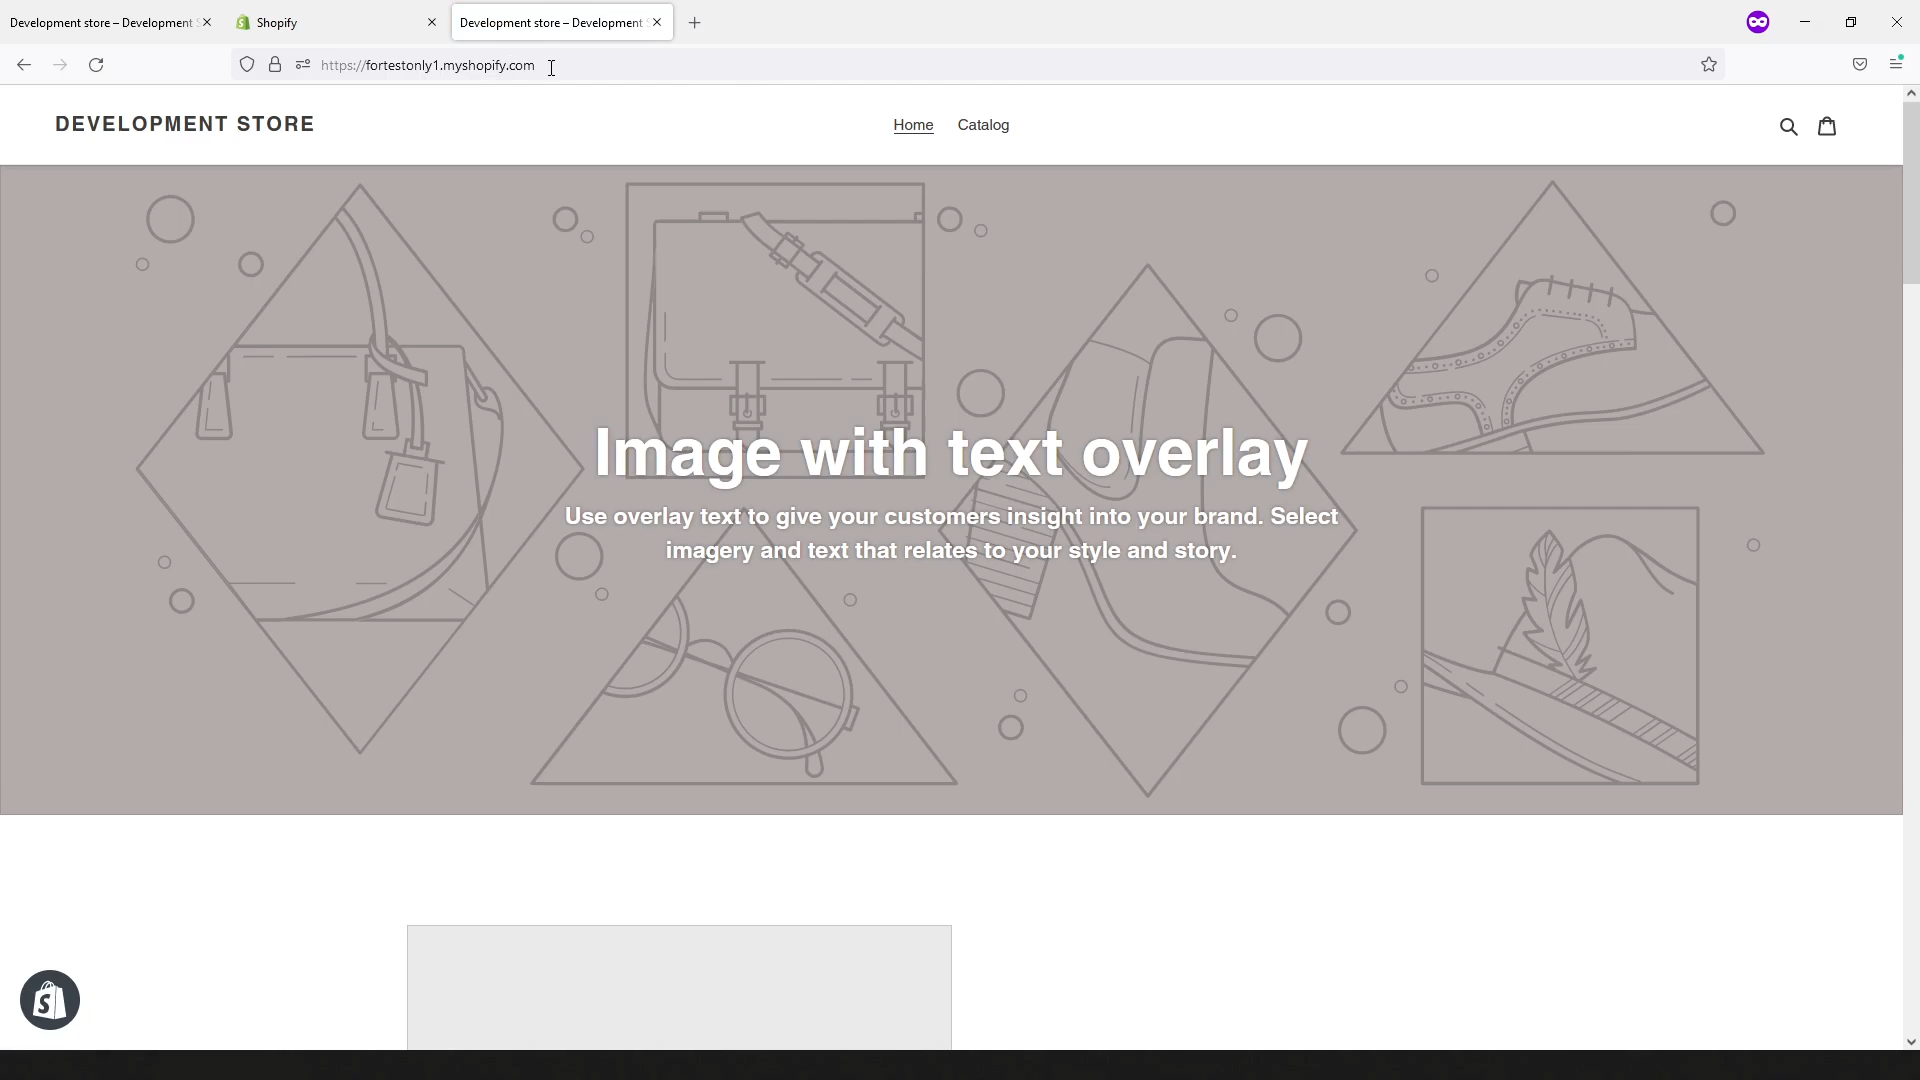 Development store – Development
Shopify
Development store – Development
https://fortestonly1.myshopify.com
DEVELOPMENT STORE
Home
Catalog
Image with text overlay
Use overlay text to give your customers insight into your brand. Select
imagery and text that relates to your style and story.